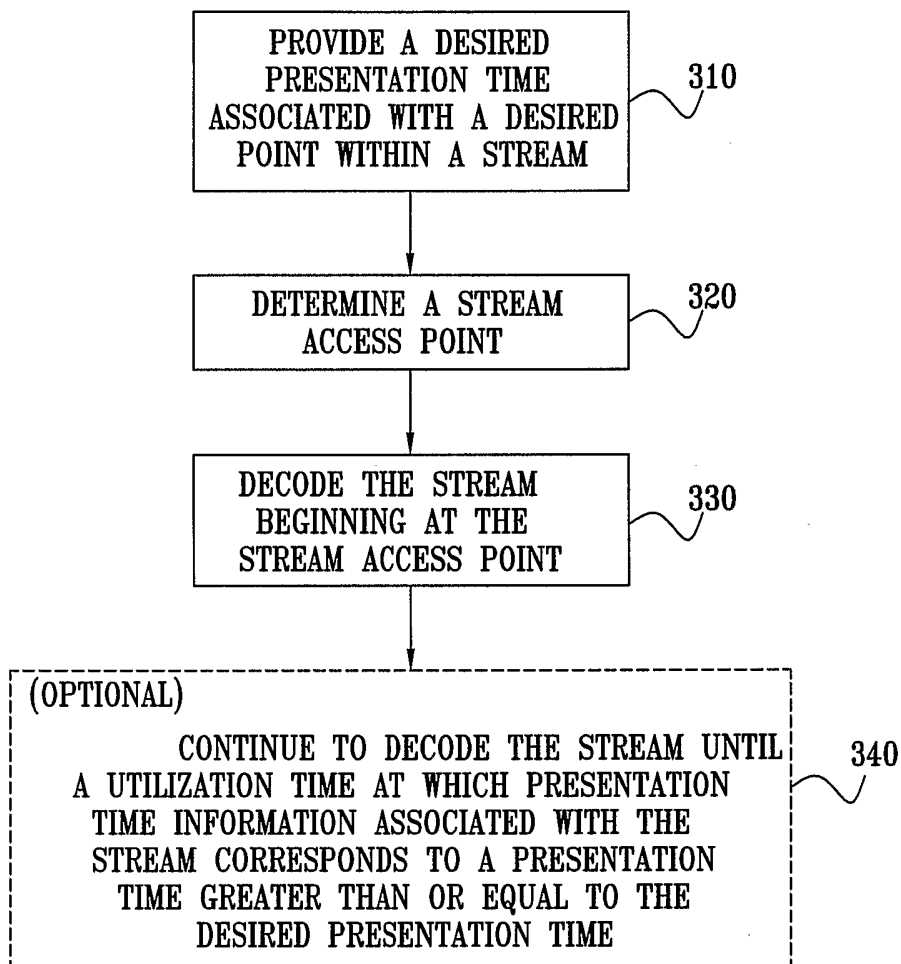 PROVIDE A DESIRED
PRESENTATION TIME
ASSOCIATED WITH A DESIRED
POINT WITHIN A STREAM
310
DETERMINE A STREAM
ACCESS POINT
320
DECODE THE STREAM
BEGINNING AT THE
STREAM ACCESS POINT
330
(OPTIONAL)
CONTINUE TO DECODE THE STREAM UNTIL
A UTILIZATION TIME AT WHICH PRESENTATION
TIME INFORMATION ASSOCIATED WITH THE
STREAM CORRESPONDS TO A PRESENTATION
TIME GREATER THAN OR EQUAL TO THE
DESIRED PRESENTATION TIME
340